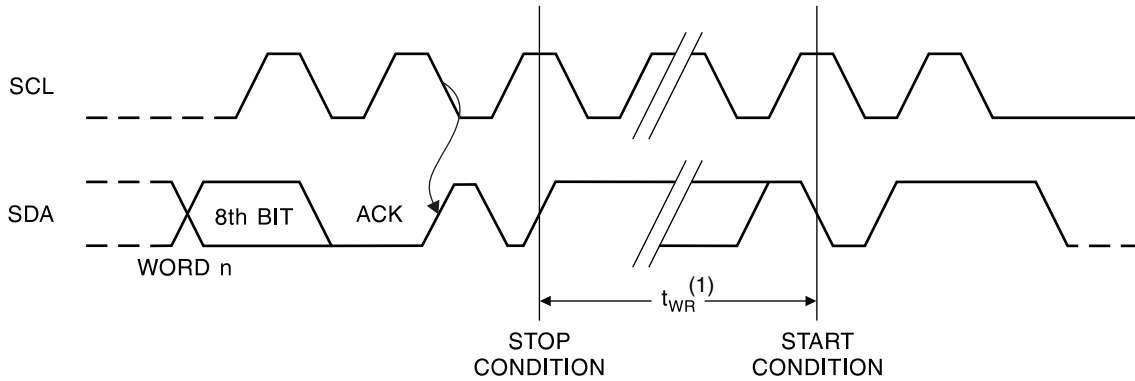 SCL
SDA
8th BIT
ACK
WORD n
tWR(1)
STOP
CONDITION
START
CONDITION